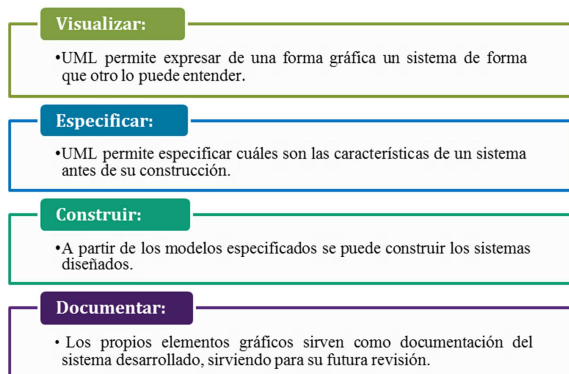 Visualizar:
•UML permite expresar de una forma gráfica un sistema de forma
que otro lo puede entender.
Especificar:
•UML permite especificar cuáles son las características de un sistema
antes de su construcción.
Construir:
•A partir de los modelos especificados se puede construir los sistemas
diseñados.
Documentar:
• Los propios elementos gráficos sirven como documentación del
sistema desarrollado, sirviendo para su futura revisión.